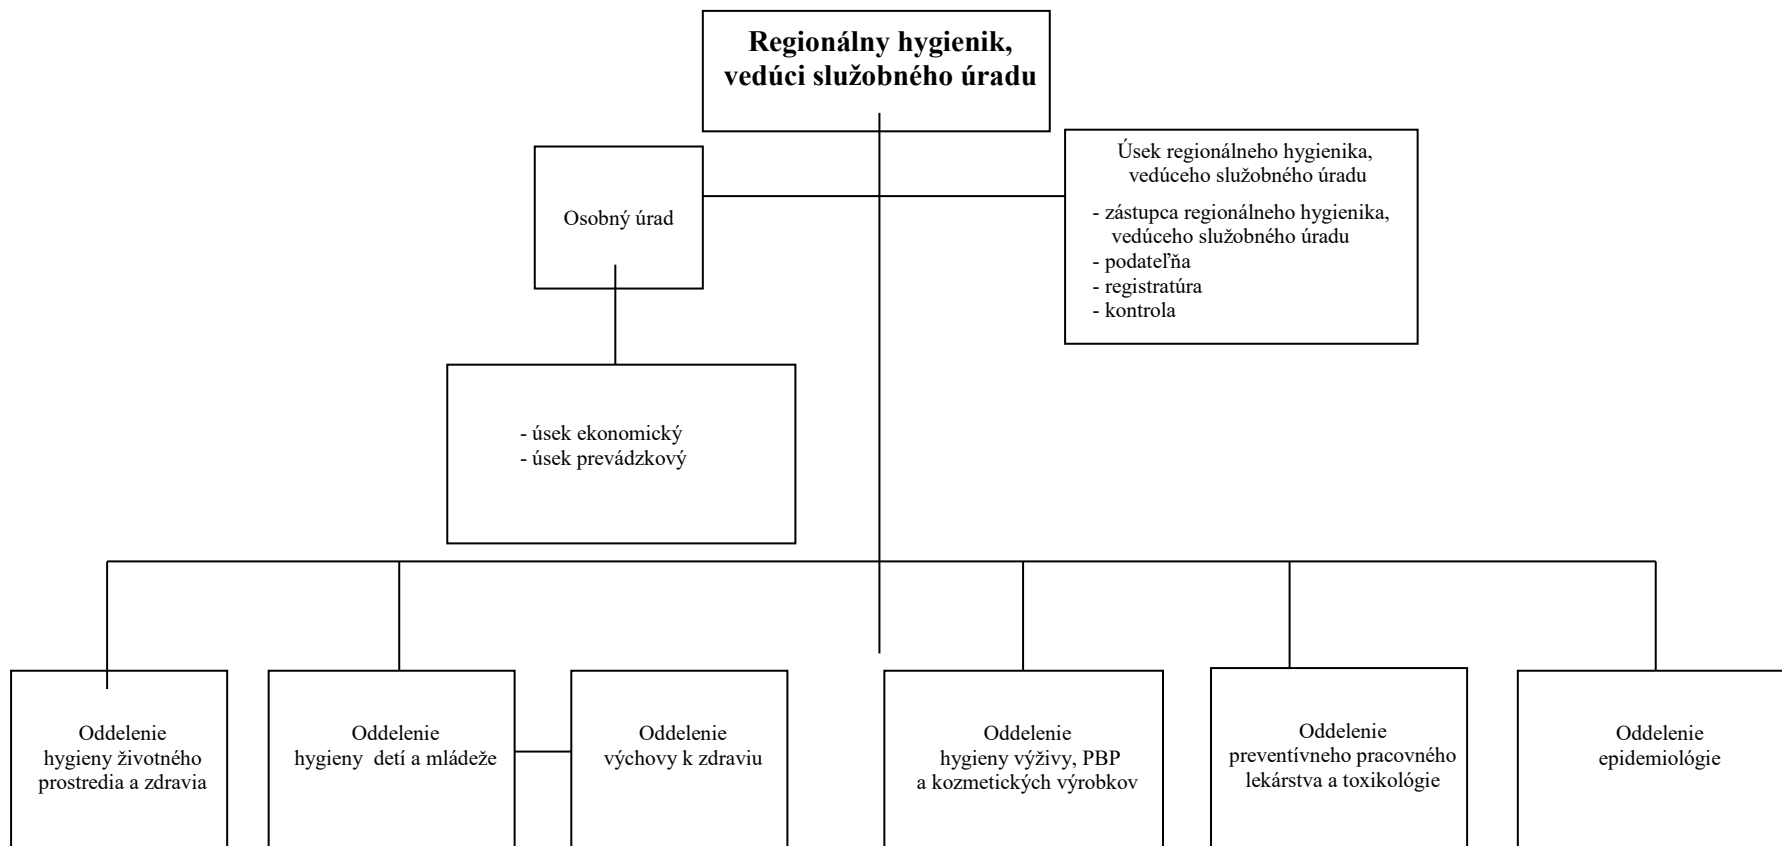 Regionálny hygienik,
vedúci služobného úradu
Osobný úrad
Úsek regionálneho hygienika,
vedúceho služobného úradu
- zástupca regionálneho hygienika,
vedúceho služobného úradu
- podateľňa
- registratúra
- kontrola
- úsek ekonomický
- úsek prevádzkový
Oddelenie
hygieny životného
prostredia a zdravia
Oddelenie
hygieny detí a mládeže
Oddelenie
výchovy k zdraviu
Oddelenie
hygieny výživy, PBP
a kozmetických výrobkov
Oddelenie
preventívneho pracovného
lekárstva a toxikológie
Oddelenie
epidemiológie